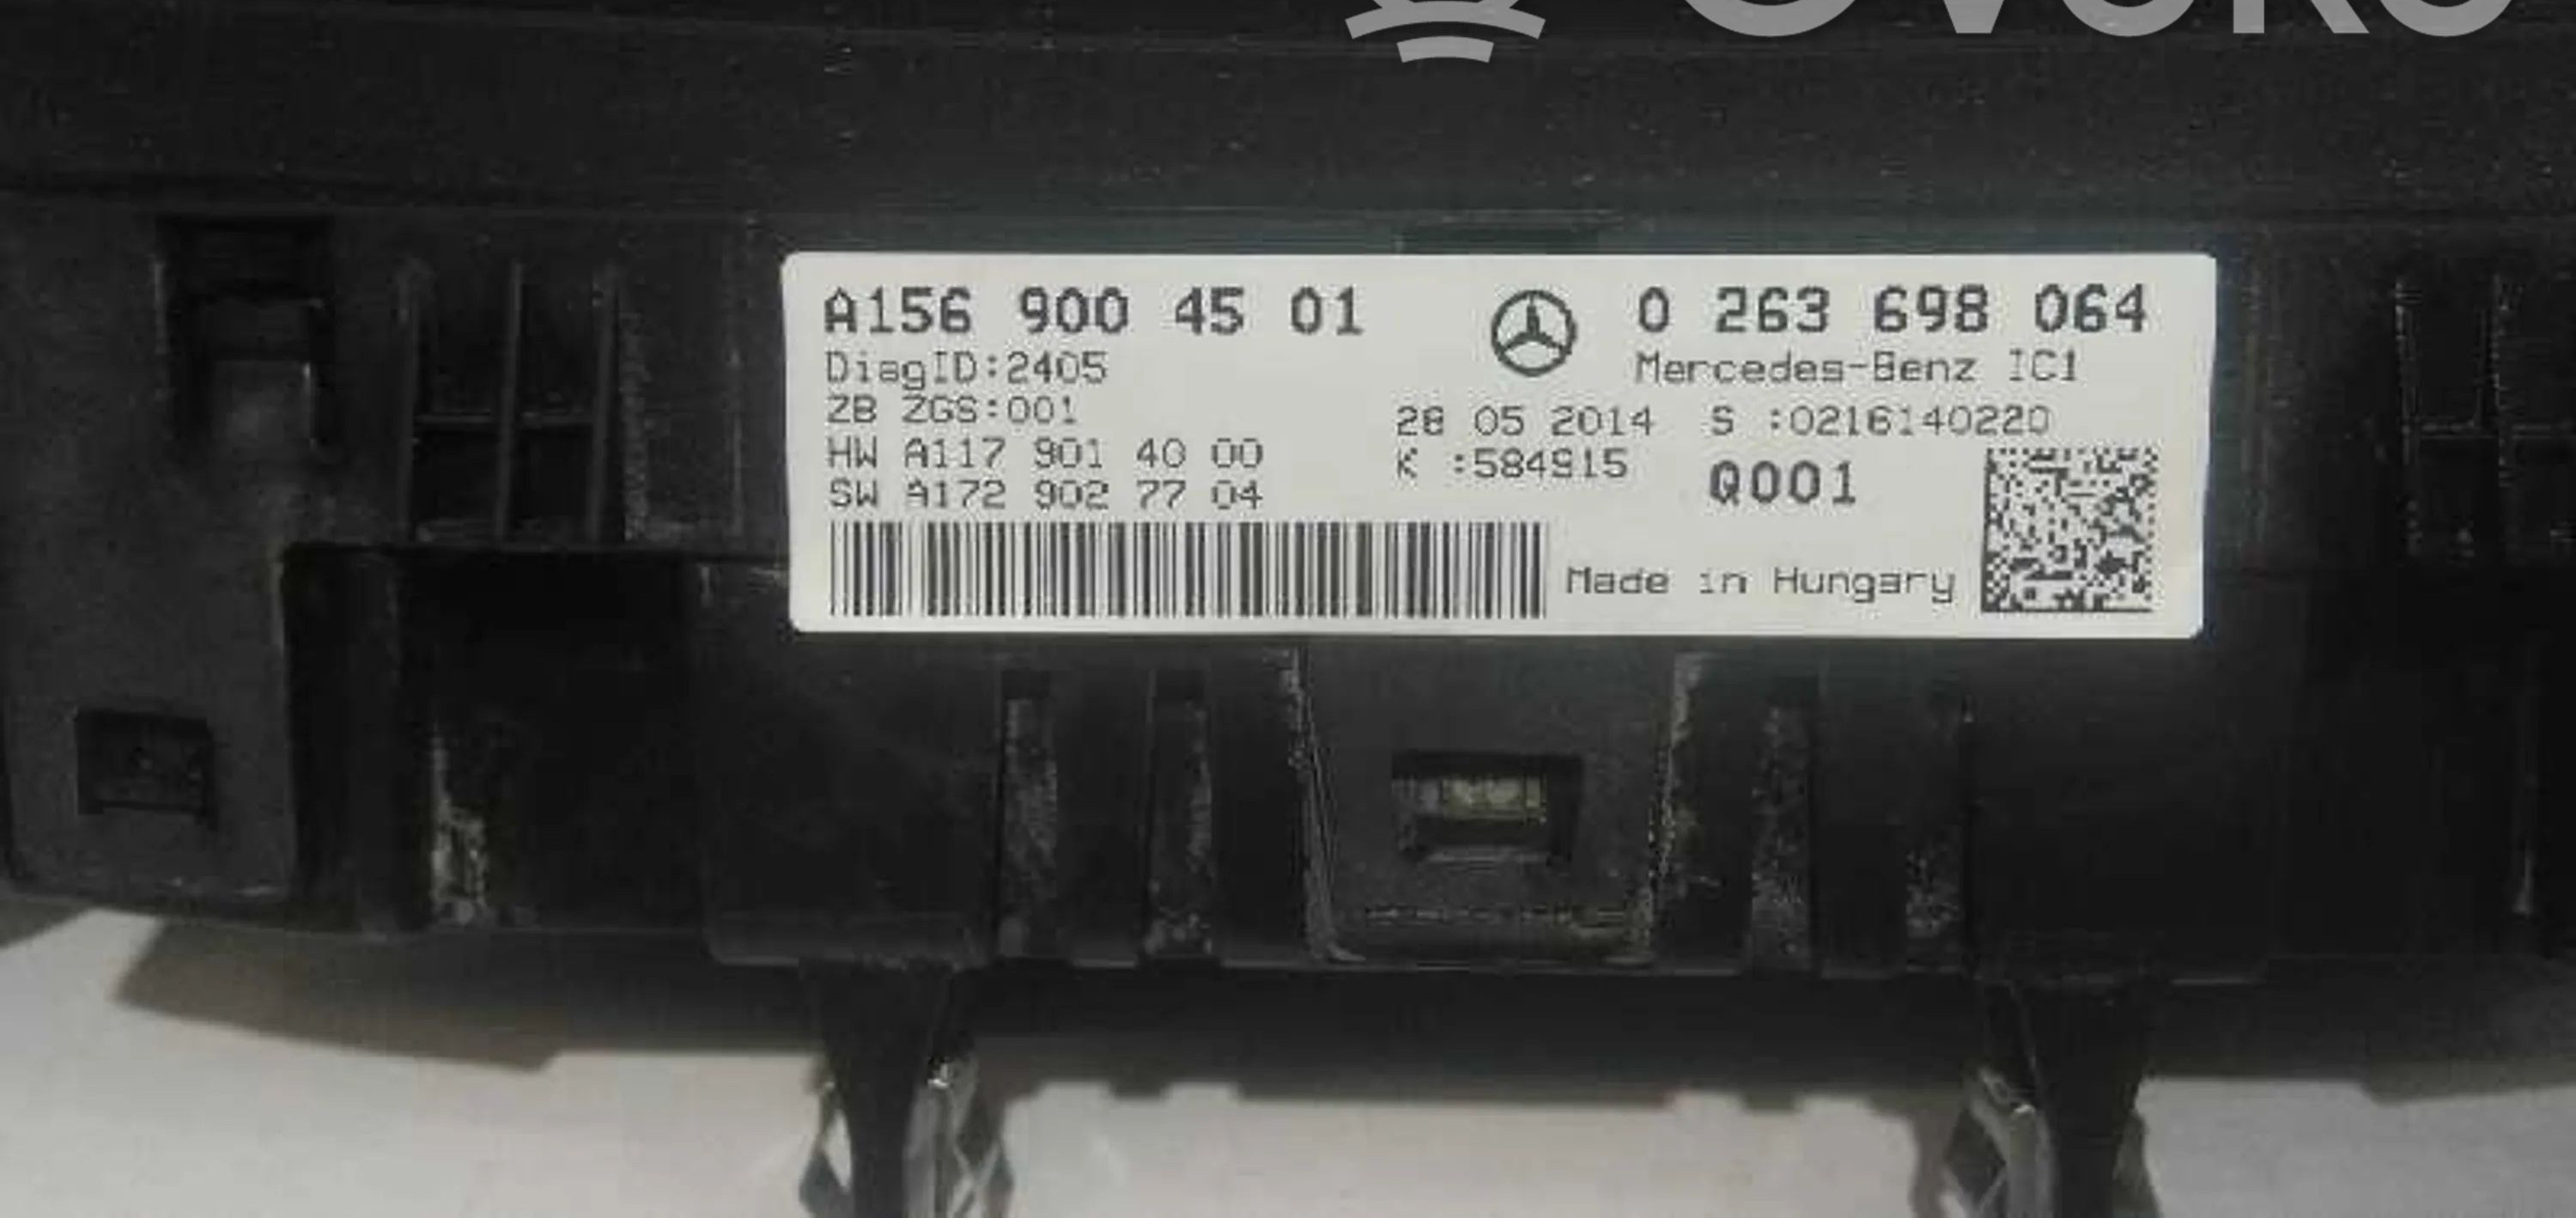 A156 900 45 01
0 263 698 064
DiagID:2405
Mercedes-Benz IC1
ZB ZGS:001
28 05 2014 S :0216140220
HW A117 901 40 00
K :584915
Q001
SW A172 902 77 04
Made in Hungary